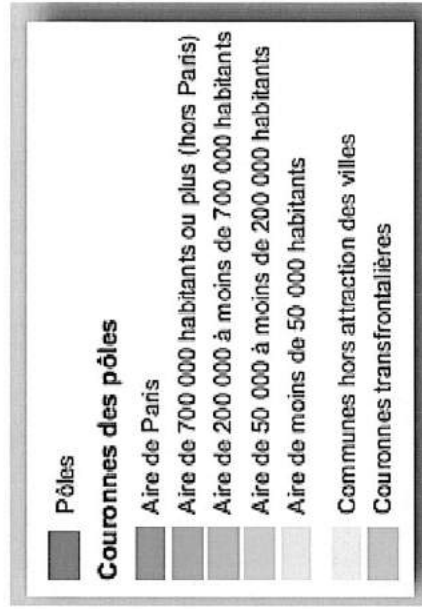 Pôles
Couronnes des pôles
Aire de Paris
Aire de 700 000 habitants ou plus (hors Paris)
Aire de 200 000 à moins de 700 000 habitants
Aire de 50 000 à moins de 200 000 habitants
Aire de moins de 50 000 habitants
Communes hors attraction des villes
Couronnes transfrontalières